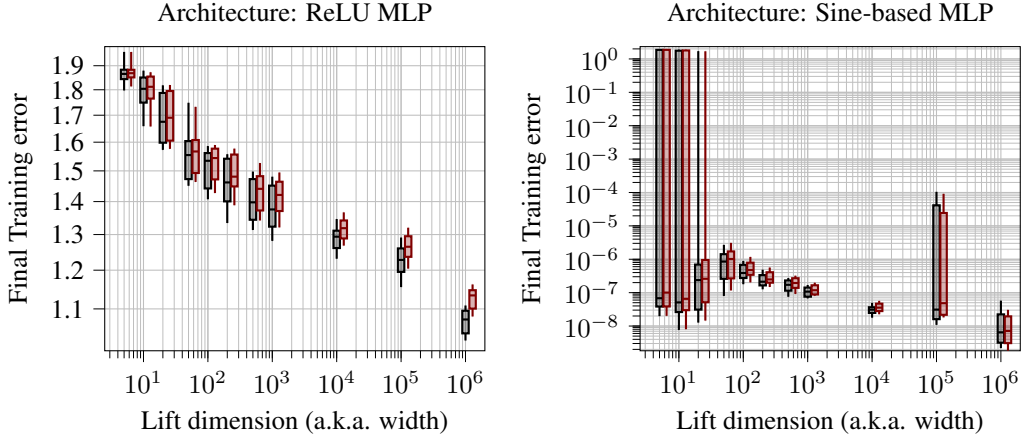 Architecture: ReLU MLP
Final Training error
1.9
1.8
1.7
1.6
1.5
1.4
1.3
1.2
1.1
10^1 10^2 10^3 10^4 10^5 10^6
Lift dimension (a.k.a. width)
Architecture: Sine-based MLP
Final Training error
10^0
10^−1
10^−2
10^−3
10^−4
10^−5
10^−6
10^−7
10^−8
10^1 10^2 10^3 10^4 10^5 10^6
Lift dimension (a.k.a. width)